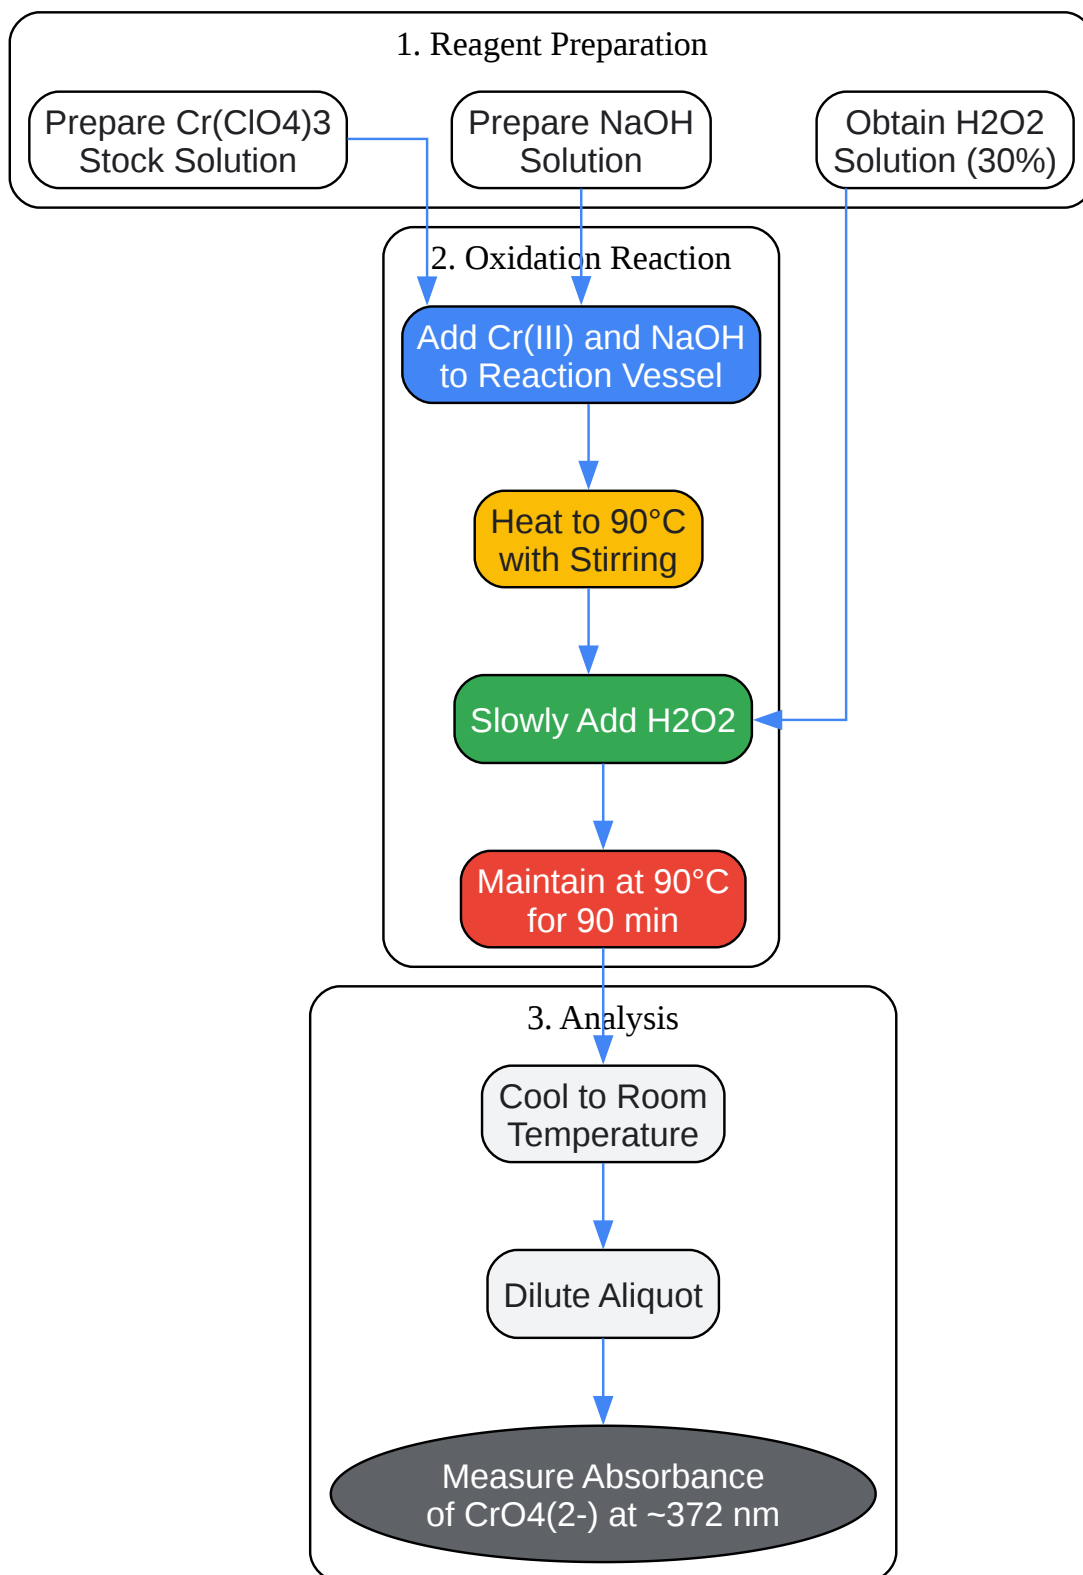 1. Reagent Preparation
Prepare Cr(ClO4)3
Stock Solution
Prepare NaOH
Solution
Obtain H2O2
Solution (30%)
2. Oxidation Reaction
Add Cr(III) and NaOH
to Reaction Vessel
Heat to 90°C
with Stirring
Slowly Add H2O2
Maintain at 90°C
for 90 min
3. Analysis
Cool to Room
Temperature
Dilute Aliquot
Measure Absorbance
of CrO4(2-) at ~372 nm